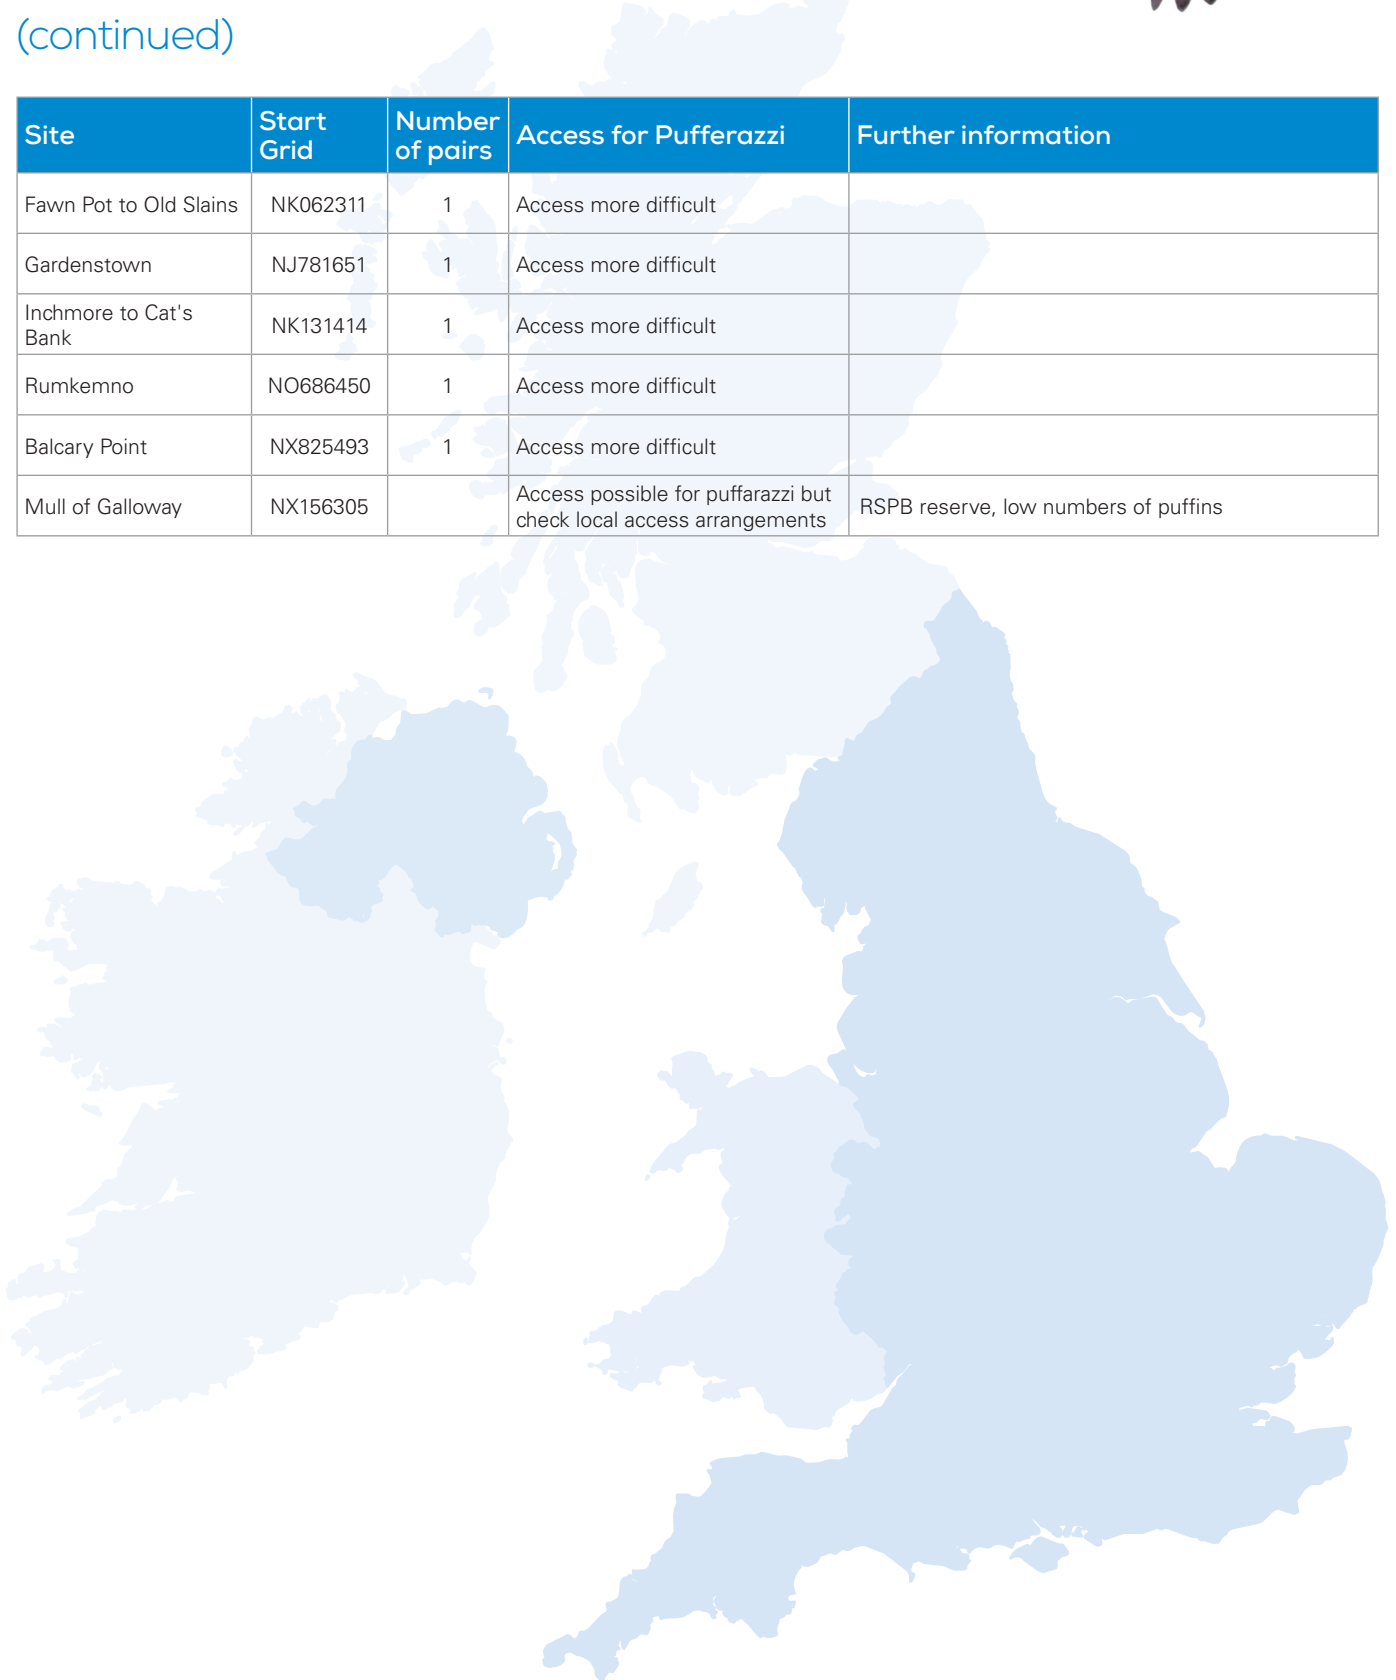 (continued)
Site
Start
Grid
Number
of pairs
Access for Pufferazzi
Further information
Fawn Pot to Old Slains
NK062311
1
Access more difficult
Gardenstown
NJ781651
1
Access more difficult
Inchmore to Cat's
Bank
NK131414
1
Access more difficult
Rumkemno
NO686450
1
Access more difficult
Balcary Point
NX825493
1
Access more difficult
Mull of Galloway
NX156305
Access possible for puffarazzi but
check local access arrangements
RSPB reserve, low numbers of puffins